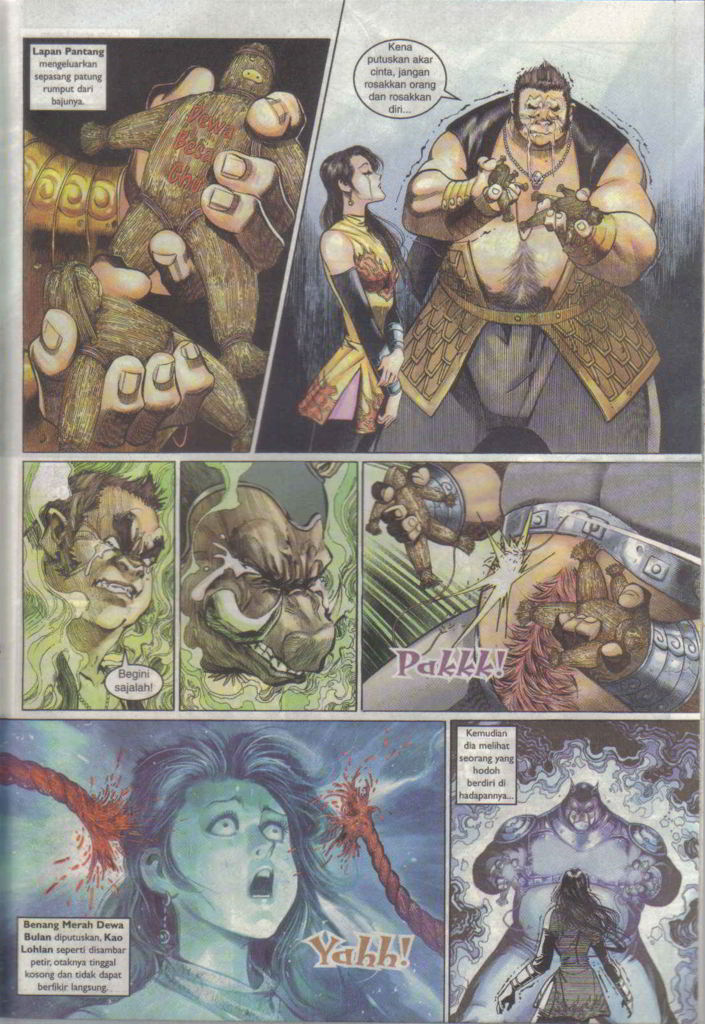 Lapan Pantang
mengeluarkan
sepasang patung
rumput dari
bajunya.
Dewa
Babi
Kena
putuskan akar
cinta, jangan
rosakkan orang
dan rosakkan
diri...
Begini
sajalah!
Pakkk!
Benang Merah Dewa
Bulan diputuskan, Kao
Lohlan seperti disambar
petir, otaknya tinggal
kosong dan tidak dapat
berfikir langsung.
Yahh!
Kemudian
dia melihat
seorang yang
hodoh
berdiri di
hadapannya...